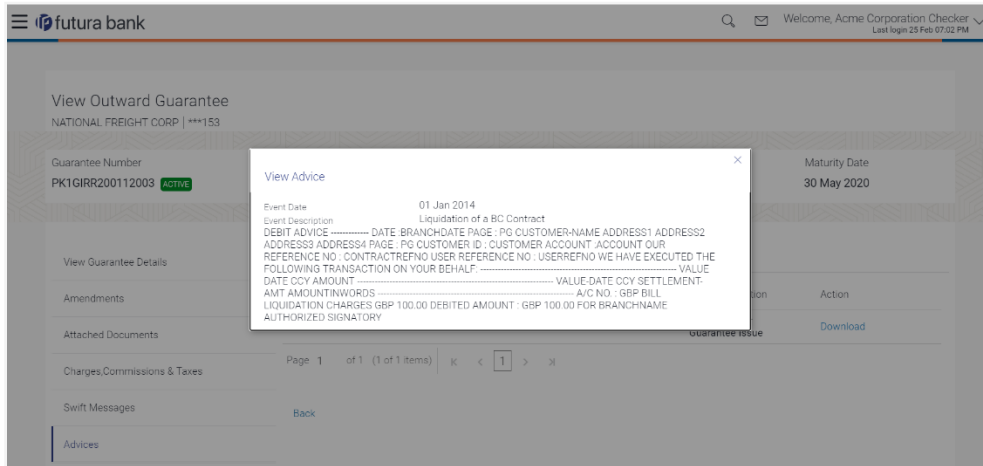 futura bank
Welcome, Acme Corporation Checker
Last login 25 Feb 07:02 PM
View Outward Guarantee
NATIONAL FREIGHT CORP | ***153
Guarantee Number
PK1GIRR200112003 ACTIVE
Maturity Date
30 May 2020
View Advice
Event Date 01 Jan 2014
Event Description Liquidation of a BC Contract
DEBIT ADVICE ------------ DATE :BRANCHDATE PAGE : PG CUSTOMER-NAME ADDRESS1 ADDRESS2
ADDRESS3 ADDRESS4 PAGE : PG CUSTOMER ID : CUSTOMER ACCOUNT :ACCOUNT OUR
REFERENCE NO : CONTRACTREFNO USER REFERENCE NO : USERREFNO WE HAVE EXECUTED THE
FOLLOWING TRANSACTION ON YOUR BEHALF: ------------------------------------------------------------ VALUE
DATE CCY AMOUNT ------------------------------------------------------------ VALUE-DATE CCY SETTLEMENT-
AMT AMOUNTINWORDS ------------------------------------------------------------ A/C NO. : GBP BILL
LIQUIDATION CHARGES GBP 100.00 DEBITED AMOUNT : GBP 100.00 FOR BRANCHNAME
AUTHORIZED SIGNATORY
View Guarantee Details
Amendments
Attached Documents
Charges,Commissions & Taxes
Swift Messages
Advices
Action
Guarantee Issue
Download
Page 1 of 1 (1 of 1 items) 1
Back